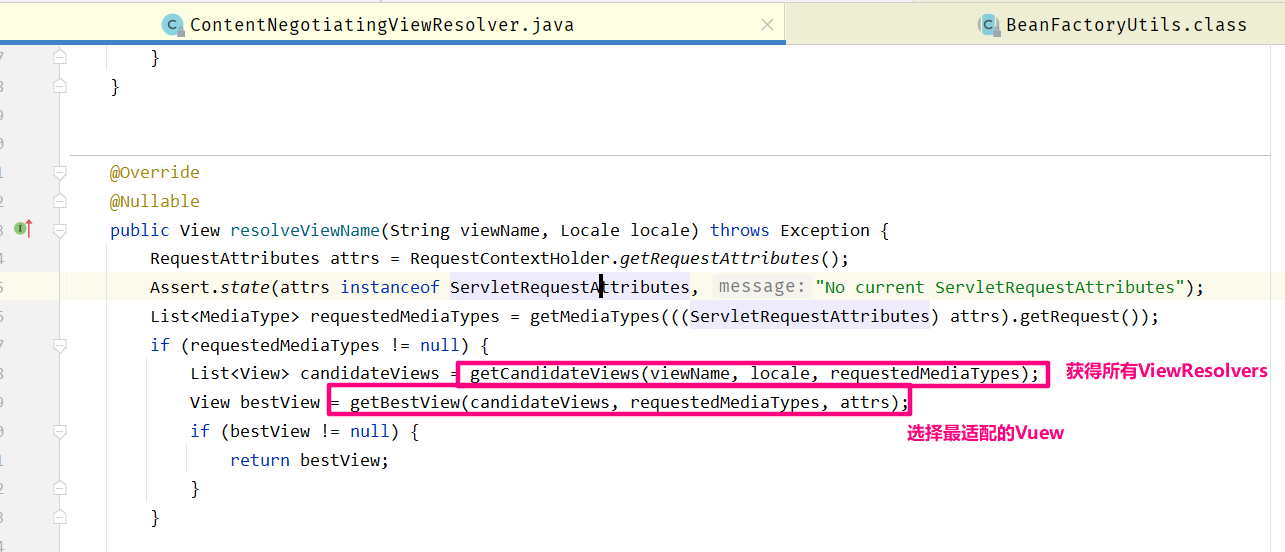 ContentNegotiatingViewResolver.java
BeanFactoryUtils.class
}
}
@Override
@Nullable
public View resolveViewName(String viewName, Locale locale) throws Exception {
RequestAttributes attrs = RequestContextHolder.getRequestAttributes();
Assert.state(attrs instanceof ServletRequestAttributes, message: "No current ServletRequestAttributes");
List<MediaType> requestedMediaTypes = getMediaTypes(((ServletRequestAttributes) attrs).getRequest());
if (requestedMediaTypes != null) {
List<View> candidateViews = getCandidateViews(viewName, locale, requestedMediaTypes); 获得所有ViewResolvers
View bestView = getBestView(candidateViews, requestedMediaTypes, attrs);
选择最适配的Vuew
if (bestView != null) {
return bestView;
}
}